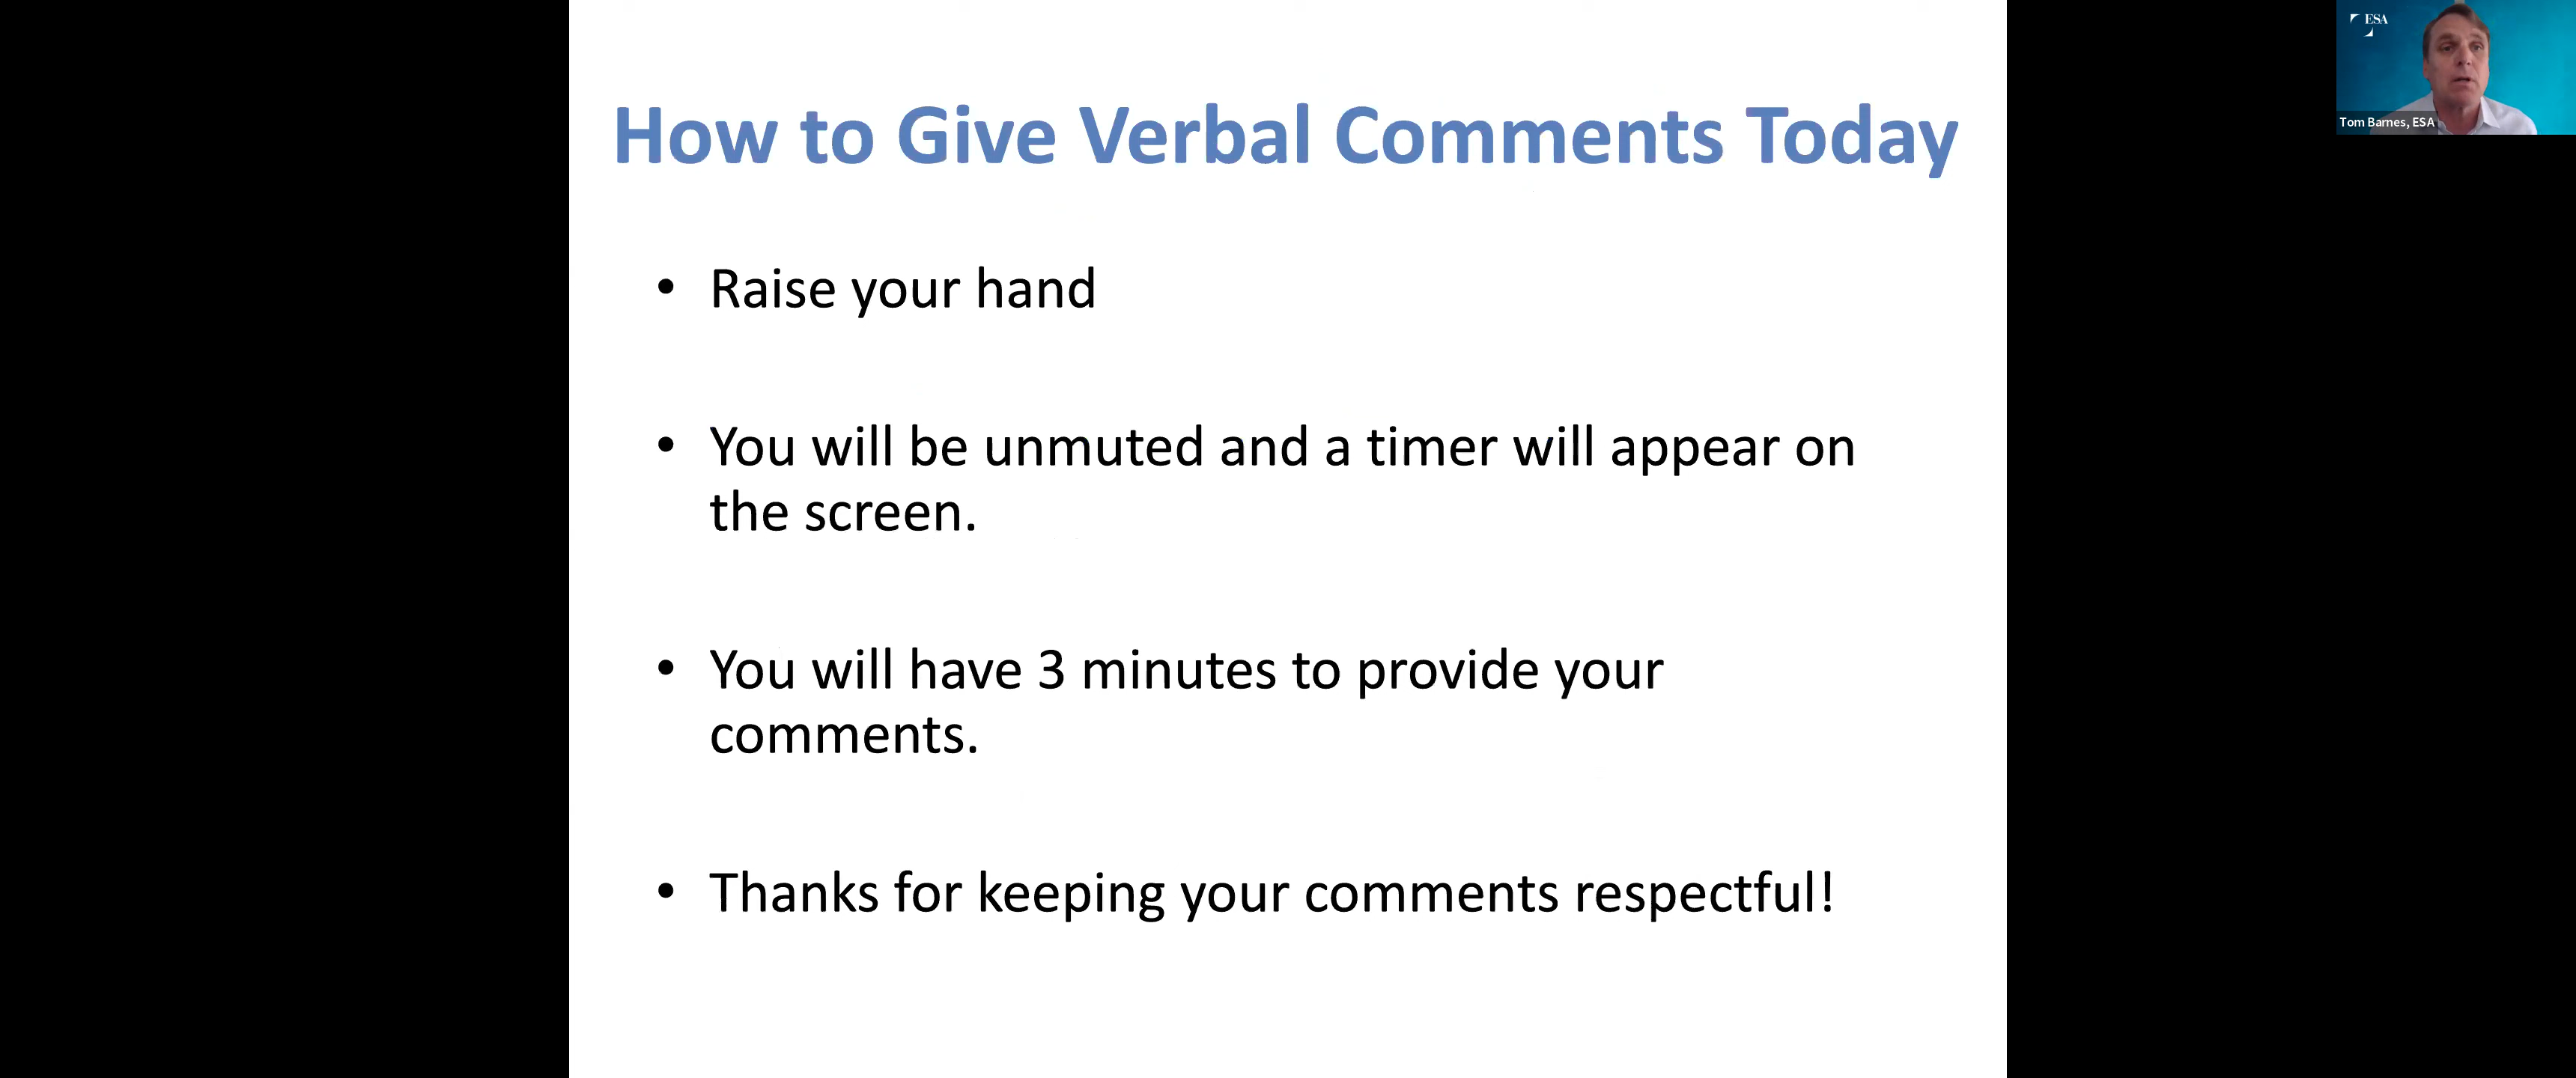 How to Give Verbal Comments Today
• Raise your hand
• You will be unmuted and a timer will appear on
the screen.
• You will have 3 minutes to provide your
comments.
• Thanks for keeping your comments respectful!
ESA
Tom Barnes, ESA